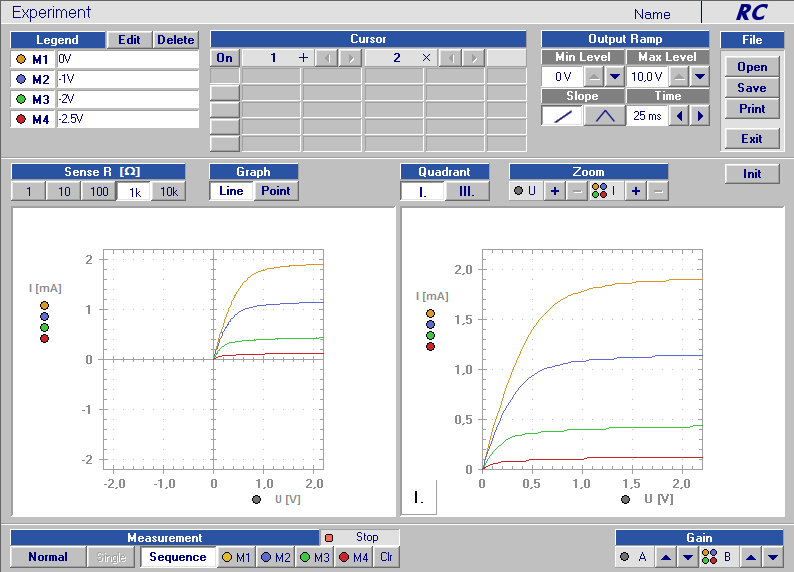 Experiment Name RC
Legend Edit Delete Cursor Output Ramp File
M1 0V On 1 + 2 × Min Level Max Level Open
M2 -1V 0 V 10,0 V Save
M3 -2V Slope Time Print
M4 -2.5V 25 ms Exit
Sense R [Ω] Graph Quadrant Zoom Init
1 10 100 1k 10k Line Point I. III. U + – I + –
I [mA]
2
1
0
-1
-2
-2,0 -1,0 0 1,0 2,0
U [V]
I [mA]
2,0
1,5
1,0
0,5
0
0 0,5 1,0 1,5 2,0
I. U [V]
Measurement Stop Gain
Normal Single Sequence M1 M2 M3 M4 Clr A B